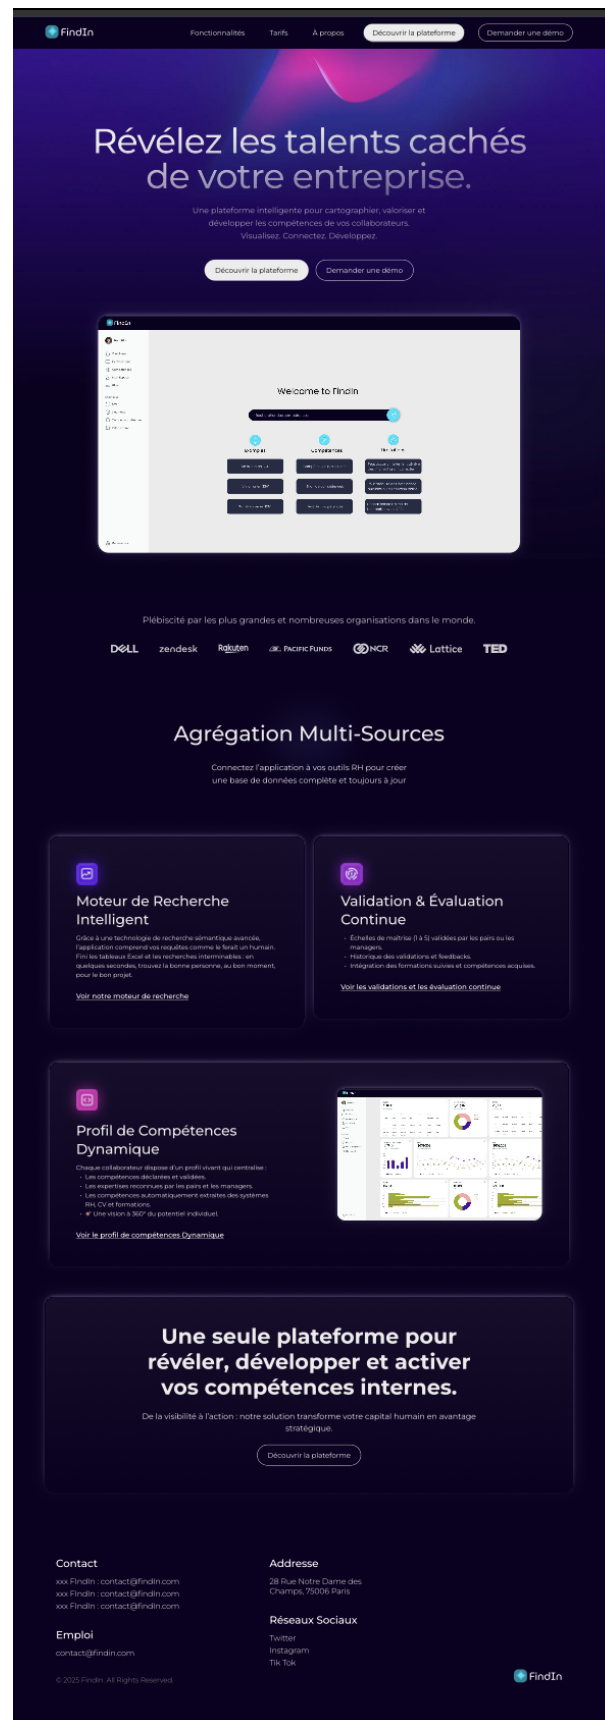 FindIn
Fonctionnalités
Tarifs
À propos
Découvrir la plateforme
Demander une démo
Révélez les talents cachés
de votre entreprise.
Une plateforme intelligente pour cartographier, valoriser et
développer les compétences de vos collaborateurs.
Visualisez. Connectez. Développez.
Découvrir la plateforme
Demander une démo
FindIn
Welcome to FindIn
Exemples
Compétences
Plébiscité par les plus grandes et nombreuses organisations dans le monde.
DELL
zendesk
Rakuten
PACIFIC FUNDS
NCR
Lattice
TED
Agrégation Multi-Sources
Connectez l'application à vos outils RH pour créer
une base de données complète et toujours à jour
Moteur de Recherche
Intelligent
Grâce à une technologie de recherche sémantique avancée,
l'application comprend vos requêtes comme le ferait un humain.
Fini les tableaux Excel et les recherches interminables : en
quelques secondes, trouvez la bonne personne, au bon moment,
pour le bon projet.
Voir notre moteur de recherche
Validation & Évaluation
Continue
- Échelles de maîtrise (1 à 5) validées par les pairs ou les
managers.
- Historique des validations et feedbacks.
- Intégration des formations suivies et compétences acquises.
Voir les validations et les évaluation continue
Profil de Compétences
Dynamique
Chaque collaborateur dispose d'un profil vivant qui centralise :
- Les compétences déclarées et validées.
- Les expertises reconnues par les pairs et les managers.
- Les compétences automatiquement extraites des systèmes
RH, CV et formations.
- Une vision à 360° du potentiel individuel.
Voir le profil de compétences Dynamique
Une seule plateforme pour
révéler, développer et activer
vos compétences internes.
De la visibilité à l'action : notre solution transforme votre capital humain en avantage
stratégique.
Découvrir la plateforme
Contact
xxx FindIn : contact@findin.com
xxx FindIn : contact@findin.com
xxx FindIn : contact@findin.com
Emploi
contact@findin.com
© 2025 FindIn. All Rights Reserved.
Addresse
28 Rue Notre Dame des
Champs, 75006 Paris
Réseaux Sociaux
Twitter
Instagram
Tik Tok
FindIn